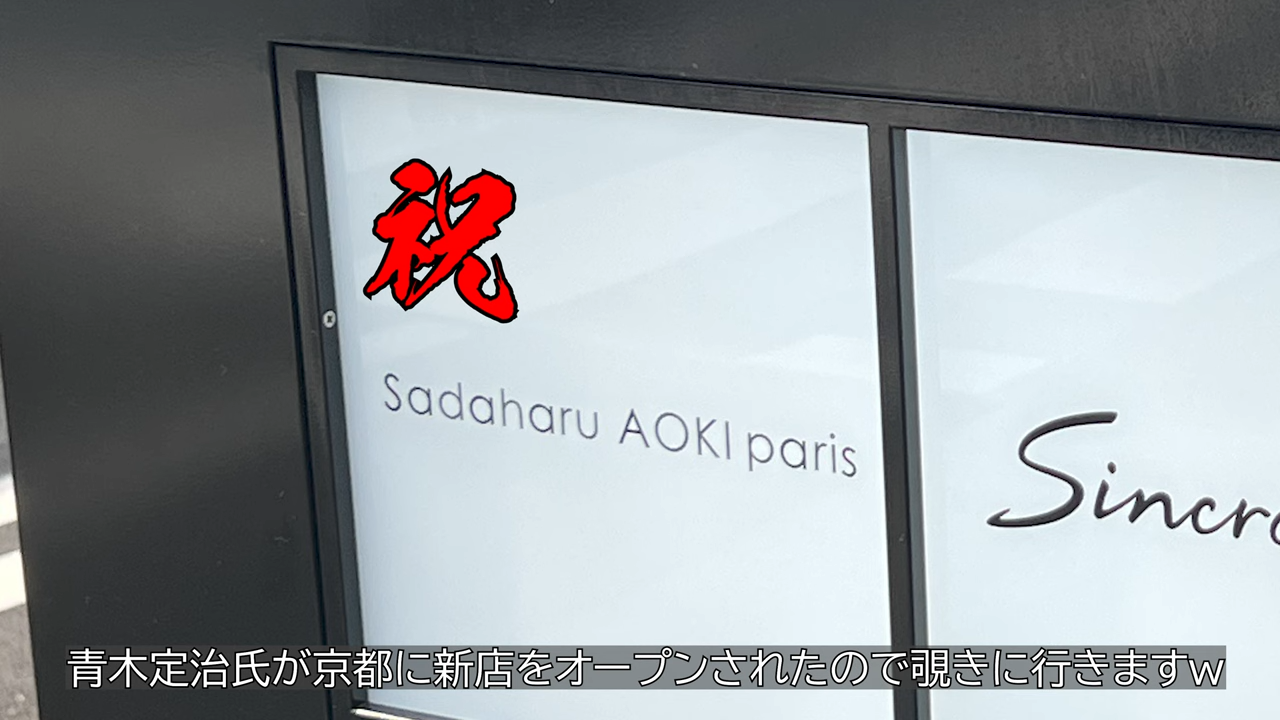 祝
Sadaharu AOKI paris
青木定治氏が京都に新店をオープンされたので覗きに行きますw